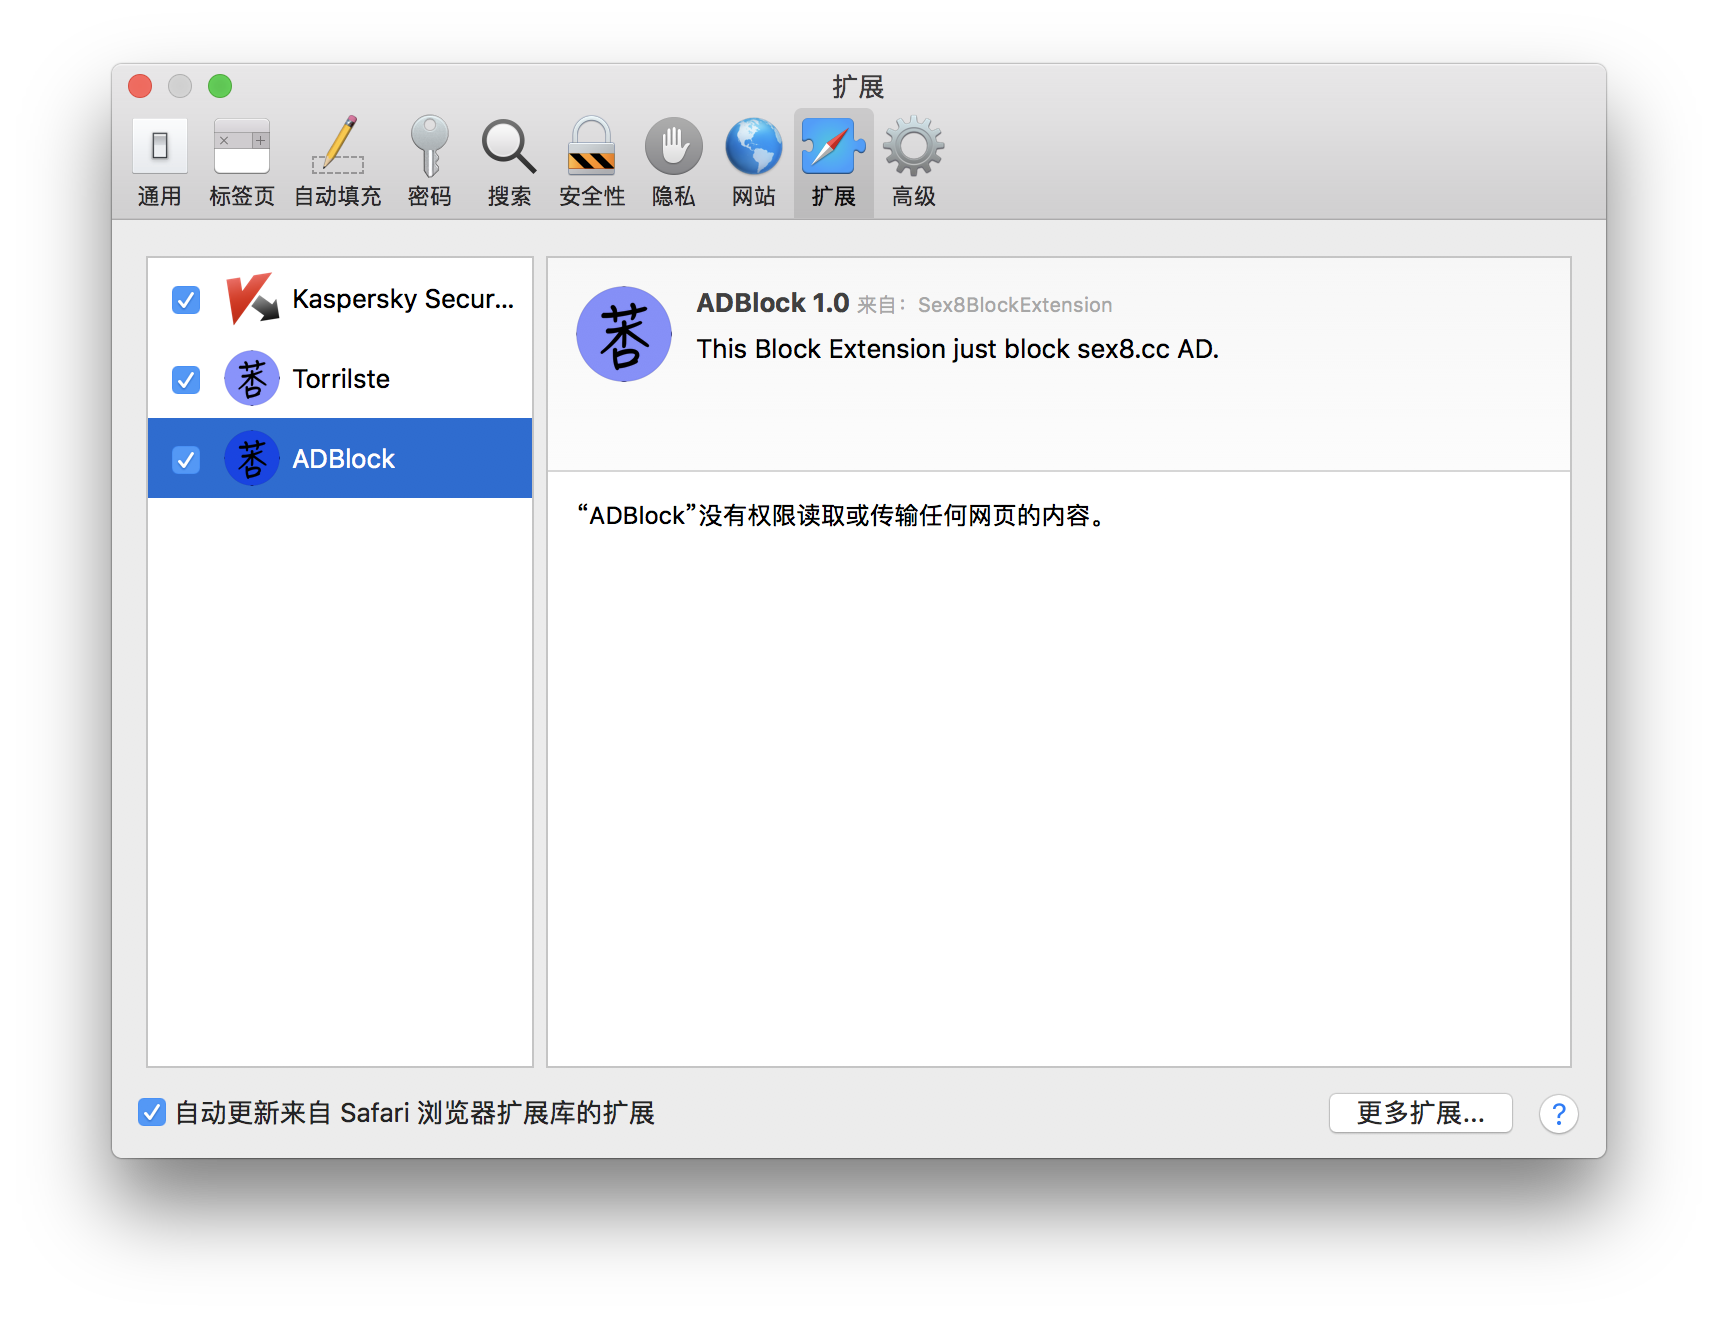 扩展
通用 标签页 自动填充 密码 搜索 安全性 隐私 网站 扩展 高级
Kaspersky Secur...
Torrilste
ADBlock
ADBlock 1.0 来自: Sex8BlockExtension
This Block Extension just block sex8.cc AD.
“ADBlock”没有权限读取或传输任何网页的内容。
自动更新来自 Safari 浏览器扩展库的扩展
更多扩展...
?